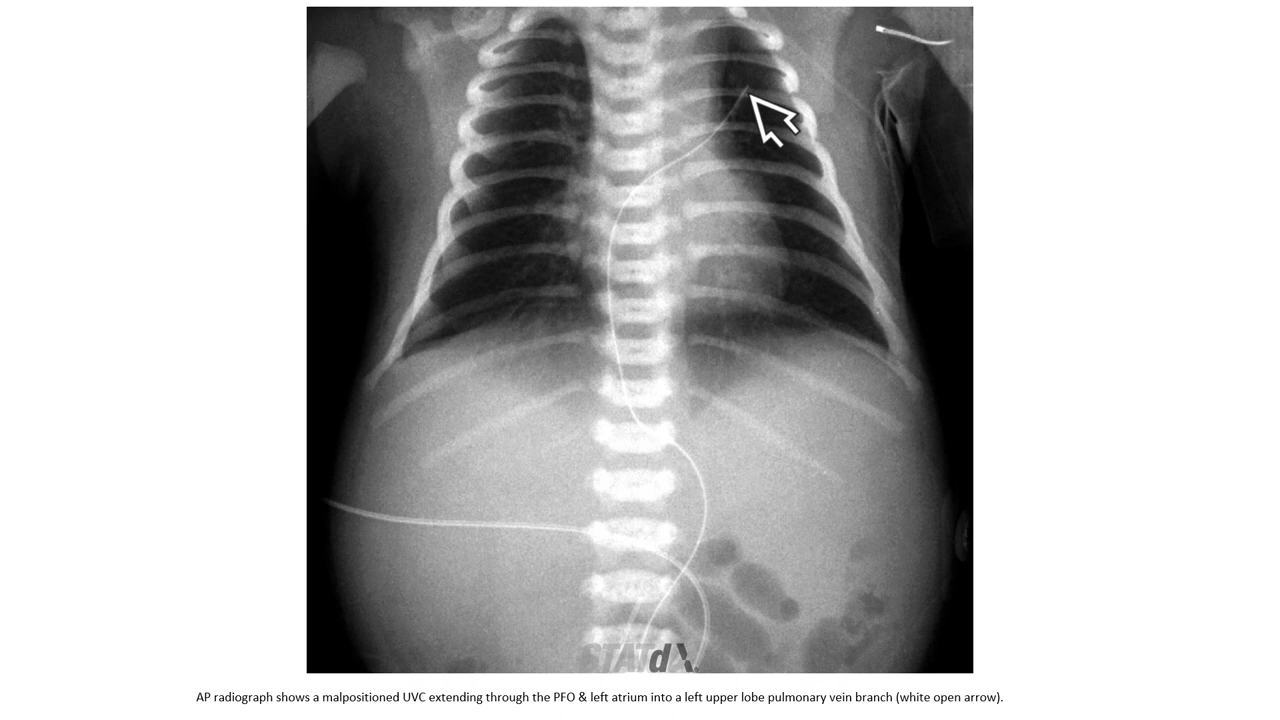 STATdX
AP radiograph shows a malpositioned UVC extending through the PFO & left atrium into a left upper lobe pulmonary vein branch (white open arrow).